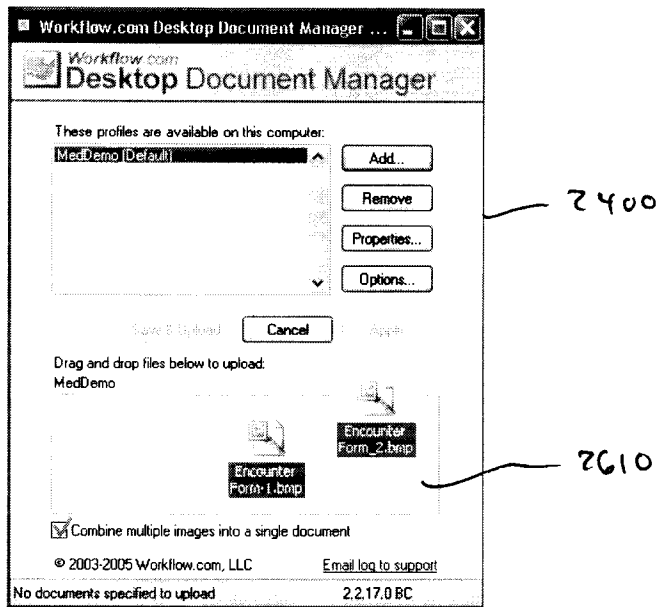 Workflow.com Desktop Document Manager ...
Workflow.com
Desktop Document Manager
These profiles are available on this computer:
MedDemo (Default)
Add...
Remove
2400
Properties...
Options...
Save & Upload
Cancel
Apply
Drag and drop files below to upload:
MedDemo
Encounter
Form_2.bmp
Encounter
Form-1.bmp
2610
Combine multiple images into a single document
© 2003-2005 Workflow.com, LLC
Email log to support
No documents specified to upload
2.2.17.0 BC